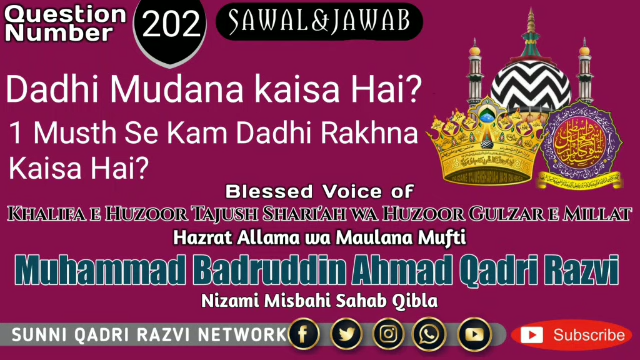 Question
Number
202
SAWAL&JAWAB
Dadhi Mudana kaisa Hai?
1 Musth Se Kam Dadhi Rakhna
Kaisa Hai?
Blessed Voice of
Khalifa e Huzoor Tajush Shari'ah wa Huzoor Gulzar e Millat
Hazrat Allama wa Maulana Mufti
Muhammad Badruddin Ahmad Qadri Razvi
Nizami Misbahi Sahab Qibla
SUNNI QADRI RAZVI NETWORK
Subscribe